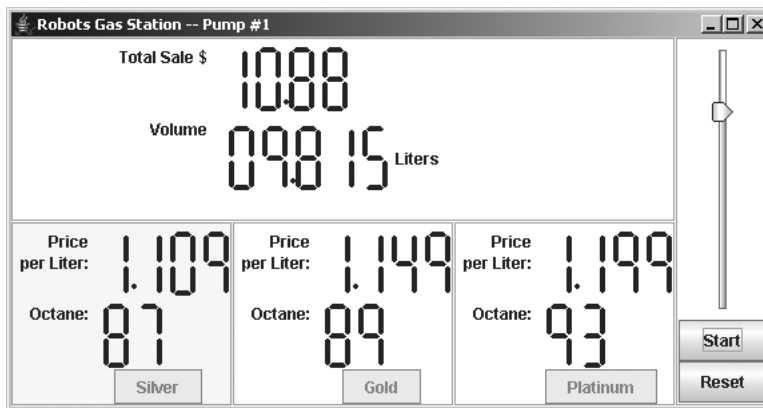 Robots Gas Station -- Pump #1
Total Sale $ 10.88
Volume 09.815 Liters
Price per Liter: 1.109
Octane: 87
Silver
Price per Liter: 1.149
Octane: 89
Gold
Price per Liter: 1.199
Octane: 93
Platinum
Start
Reset